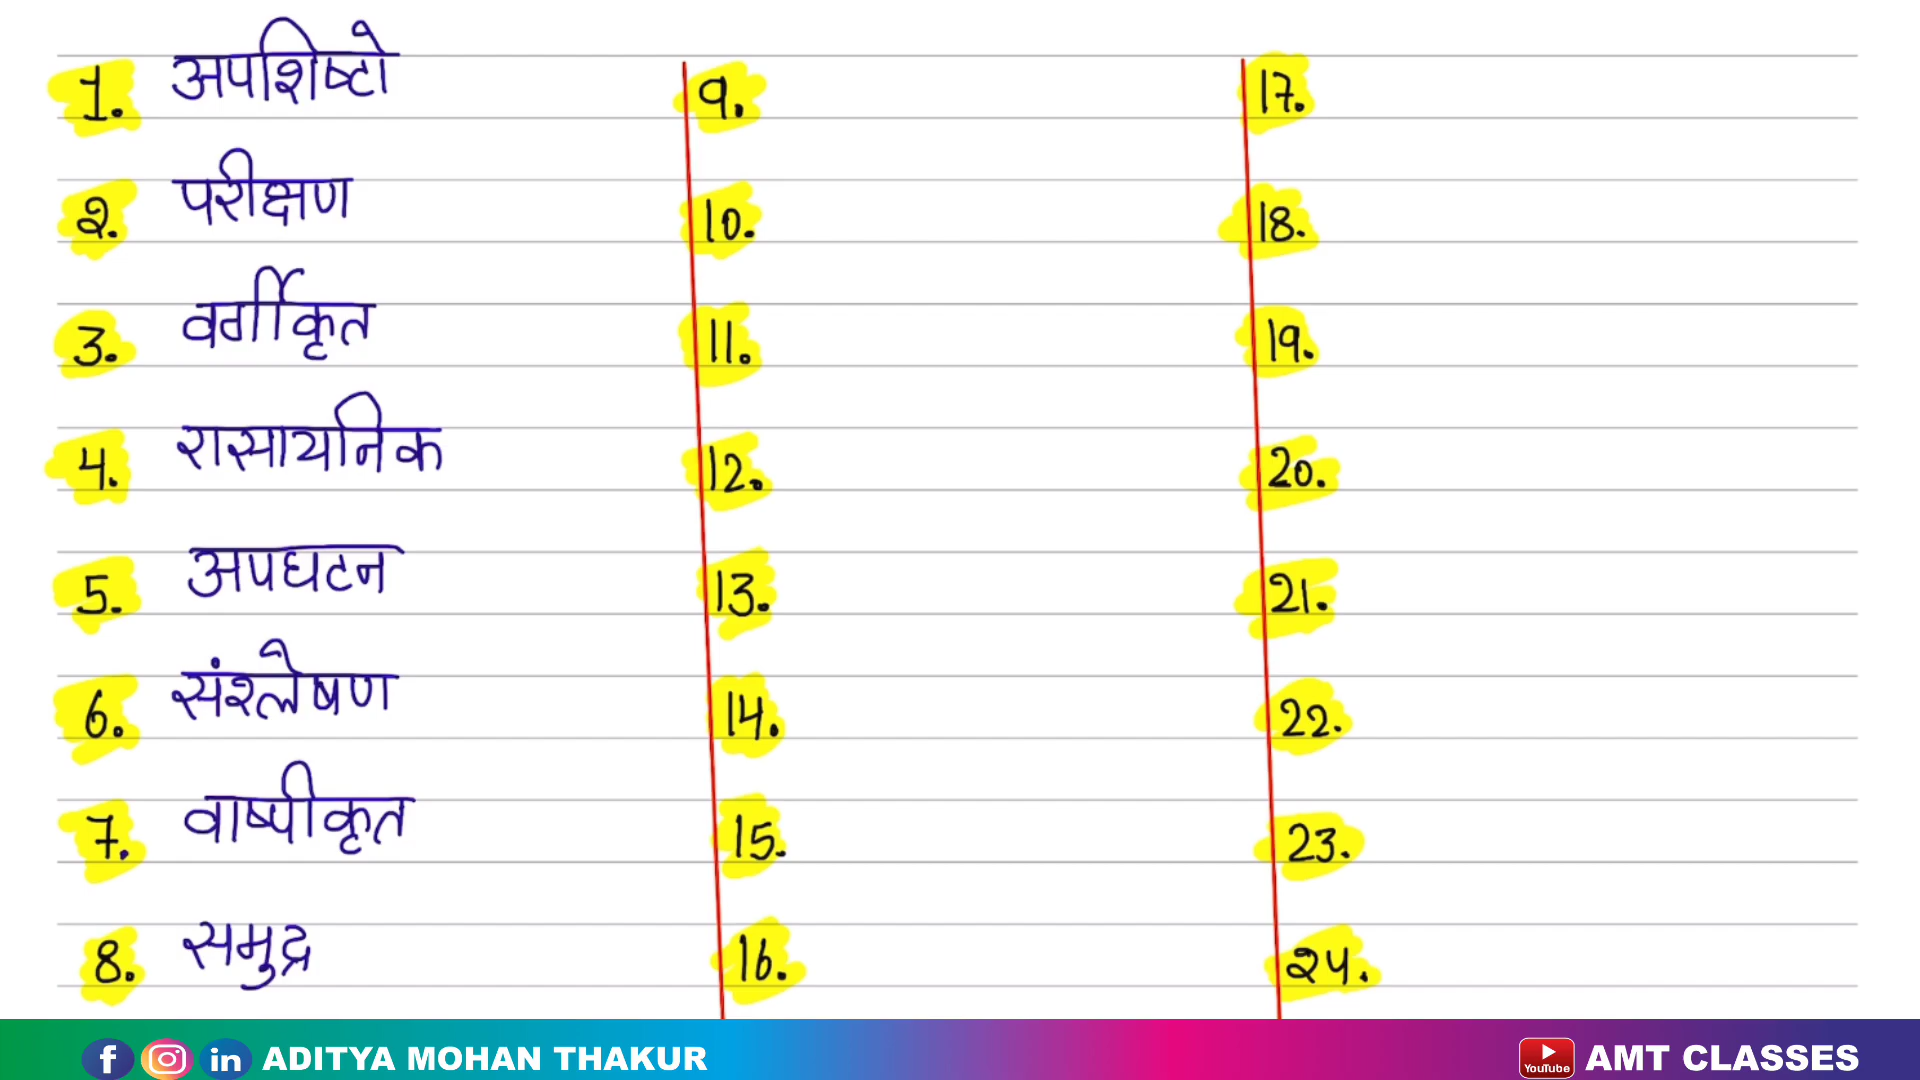 1. अपशिष्टो
2. परीक्षण
3. वर्गीकृत
4. रासायनिक
5. अपघटन
6. संश्लेषण
7. वाष्पीकृत
8. समुद्र
9.
10.
11.
12.
13.
14.
15.
16.
17.
18.
19.
20.
21.
22.
23.
24.
f in ADITYA MOHAN THAKUR
YouTube AMT CLASSES